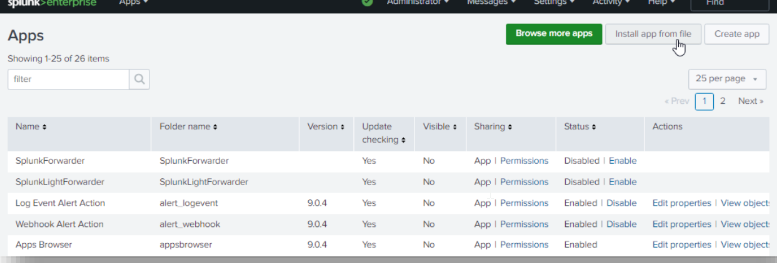 splunk>enterprise Apps Administrator Messages Settings Activity Help Find
Apps
Browse more apps Install app from file Create app
Showing 1-25 of 26 items
filter
25 per page
« Prev 1 2 Next »
Name Folder name Version Update checking Visible Sharing Status Actions
SplunkForwarder SplunkForwarder Yes No App | Permissions Disabled | Enable
SplunkLightForwarder SplunkLightForwarder Yes No App | Permissions Disabled | Enable
Log Event Alert Action alert_logevent 9.0.4 Yes No App | Permissions Enabled | Disable Edit properties | View objects
Webhook Alert Action alert_webhook 9.0.4 Yes No App | Permissions Enabled | Disable Edit properties | View objects
Apps Browser appsbrowser 9.0.4 Yes No App | Permissions Enabled Edit properties | View objects